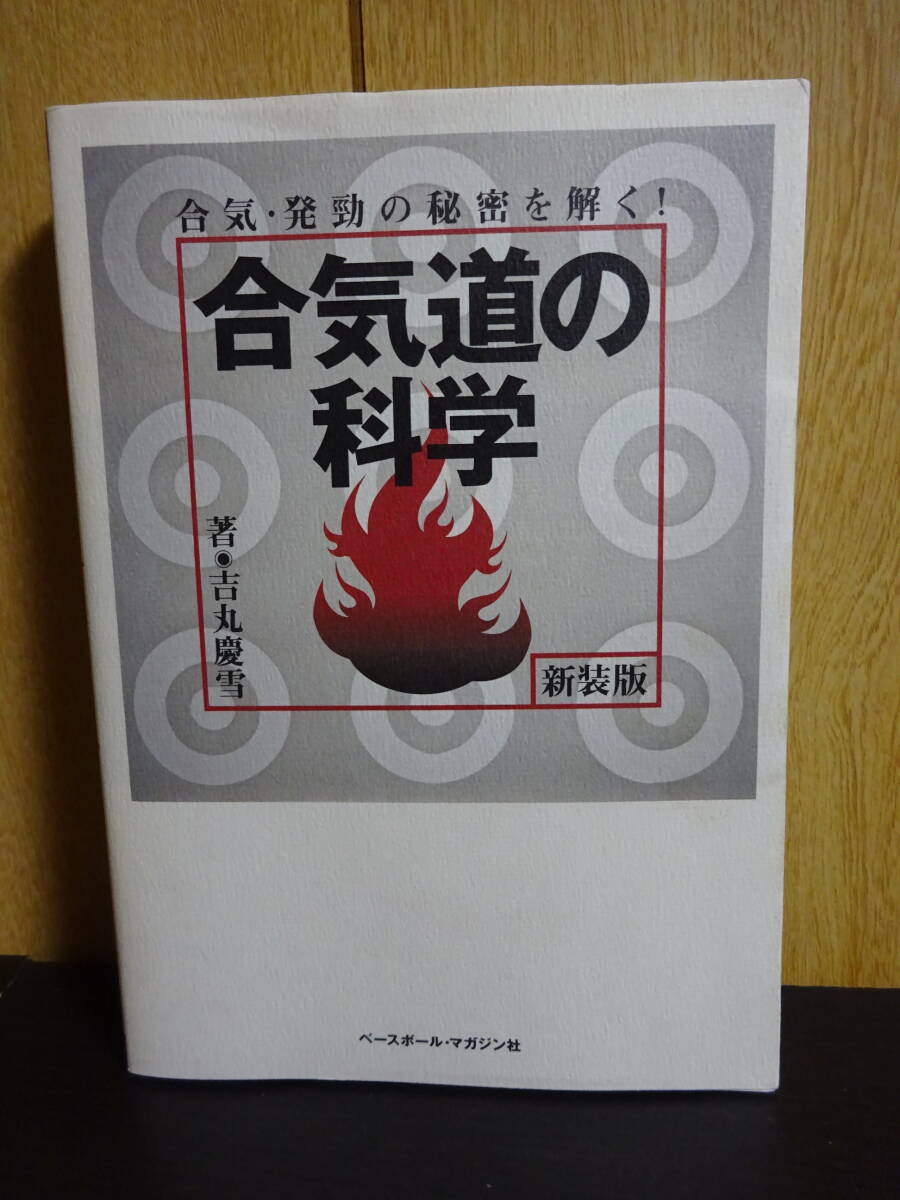 合気・発勁の秘密を解く!
合気道の
科学
著◉吉丸慶雪
新装版
ベースボール・マガジン社